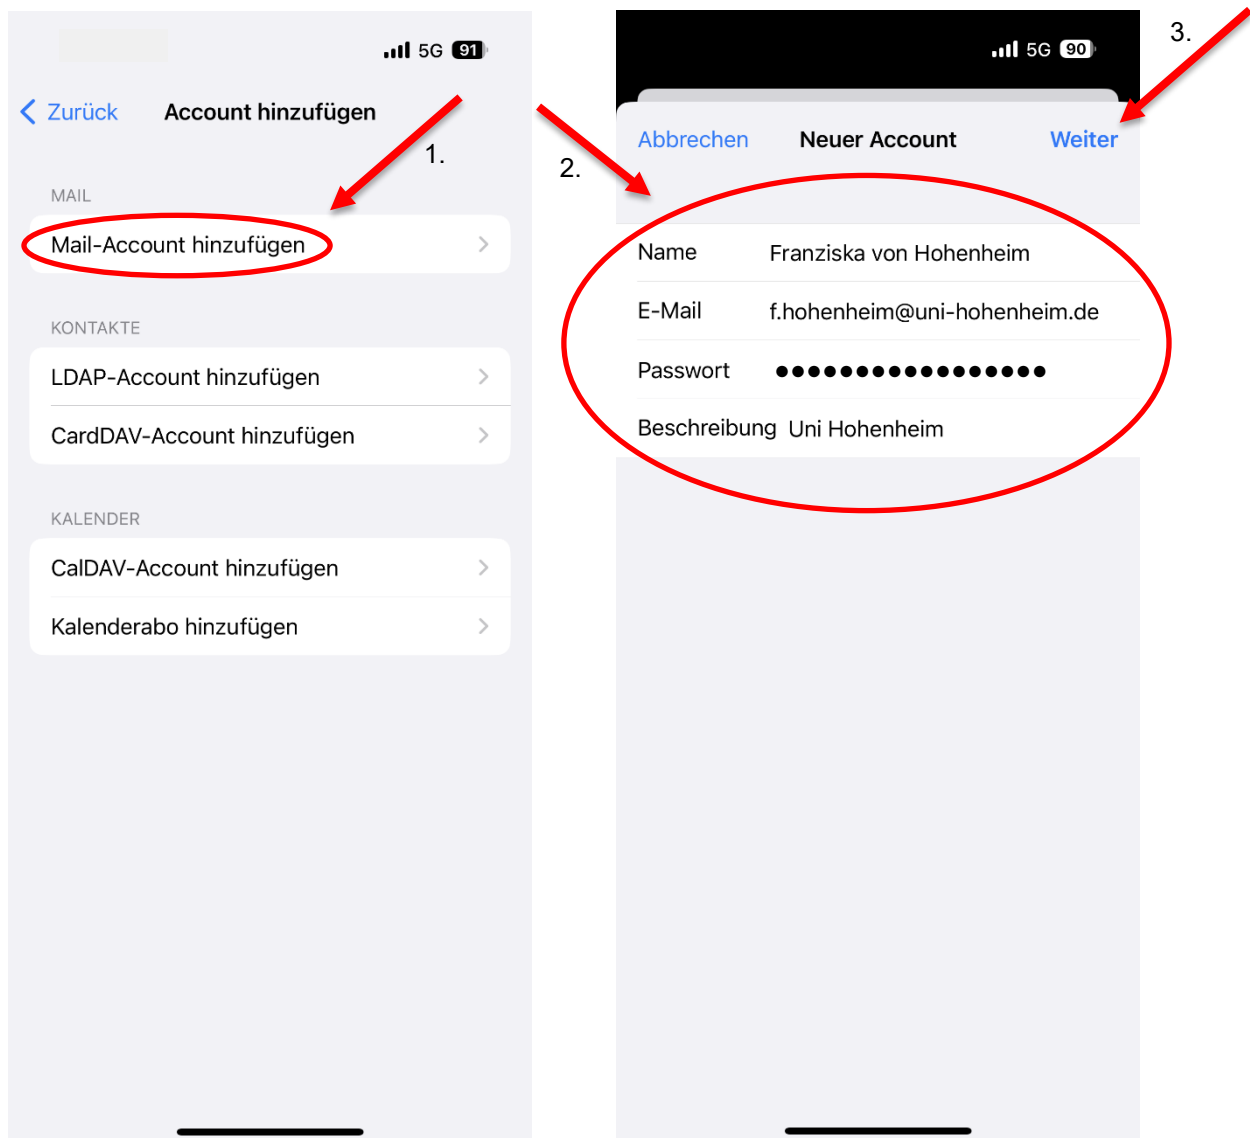 5G 91
Zurück Account hinzufügen
1.
MAIL
Mail-Account hinzufügen
KONTAKTE
LDAP-Account hinzufügen
CardDAV-Account hinzufügen
KALENDER
CalDAV-Account hinzufügen
Kalenderabo hinzufügen
3.
5G 90
Abbrechen Neuer Account Weiter
2.
Name Franziska von Hohenheim
E-Mail f.hohenheim@uni-hohenheim.de
Passwort ●●●●●●●●●●●●●●●●●
Beschreibung Uni Hohenheim